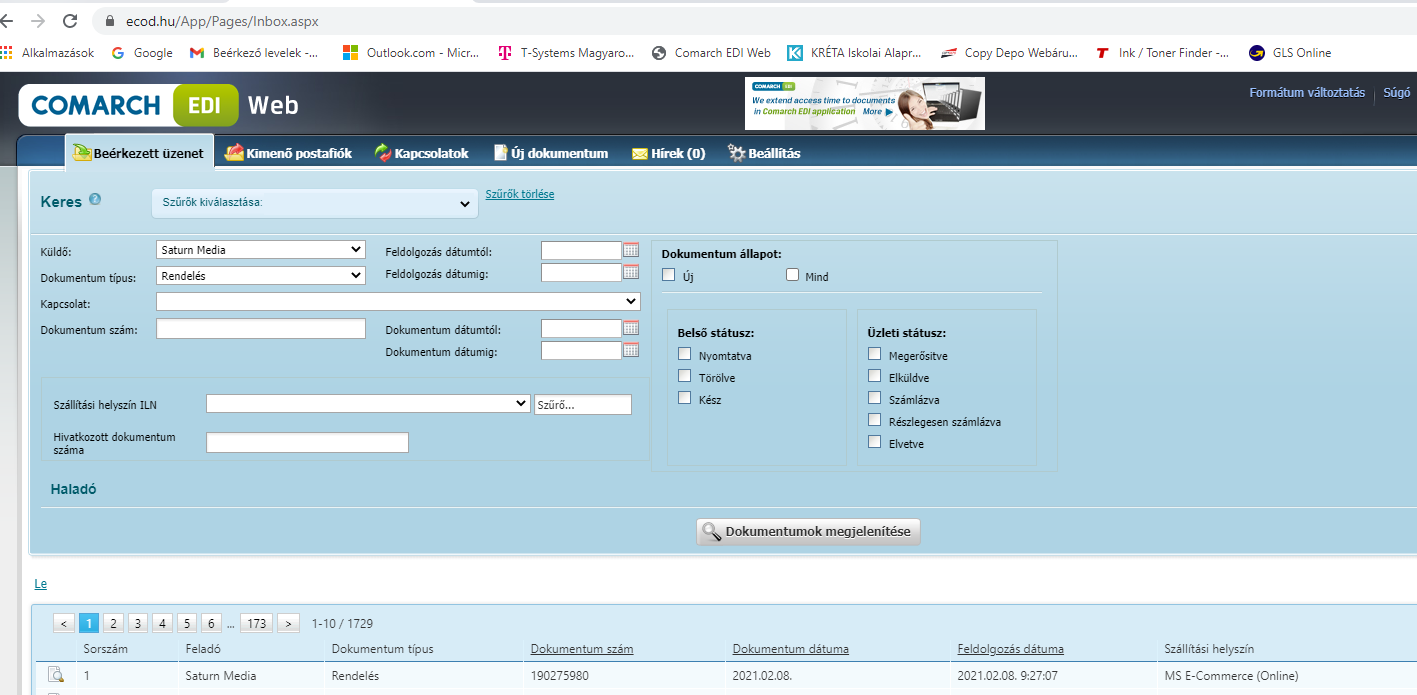 ecod.hu/App/Pages/Inbox.aspx
Alkalmazások Google Beérkező levelek -... Outlook.com - Micr... T-Systems Magyaro... Comarch EDI Web KRÉTA Iskolai Alapr... Copy Depo Webáru... Ink / Toner Finder -... GLS Online
COMARCH EDI Web
COMARCH EDI
We extend access time to documents
in Comarch EDI application More
Formátum változtatás Súgó
Beérkezett üzenet Kimenő postafiók Kapcsolatok Új dokumentum Hírek (0) Beállítás
Keres ? Szűrők kiválasztása: Szűrők törlése
Küldő: Saturn Media Feldolgozás dátumtól:
Dokumentum típus: Rendelés Feldolgozás dátumig:
Kapcsolat:
Dokumentum szám: Dokumentum dátumtól:
Dokumentum dátumig:
Szállítási helyszín ILN Szűrő...
Hivatkozott dokumentum
száma
Dokumentum állapot:
Új Mind
Belső státusz:
Nyomtatva
Törölve
Kész
Üzleti státusz:
Megerősitve
Elküldve
Számlázva
Részlegesen számlázva
Elvetve
Haladó
Dokumentumok megjelenítése
Le
< 1 2 3 4 5 6 ... 173 > 1-10 / 1729
Sorszám Feladó Dokumentum típus Dokumentum szám Dokumentum dátuma Feldolgozás dátuma Szállítási helyszín
1 Saturn Media Rendelés 190275980 2021.02.08. 2021.02.08. 9:27:07 MS E-Commerce (Online)